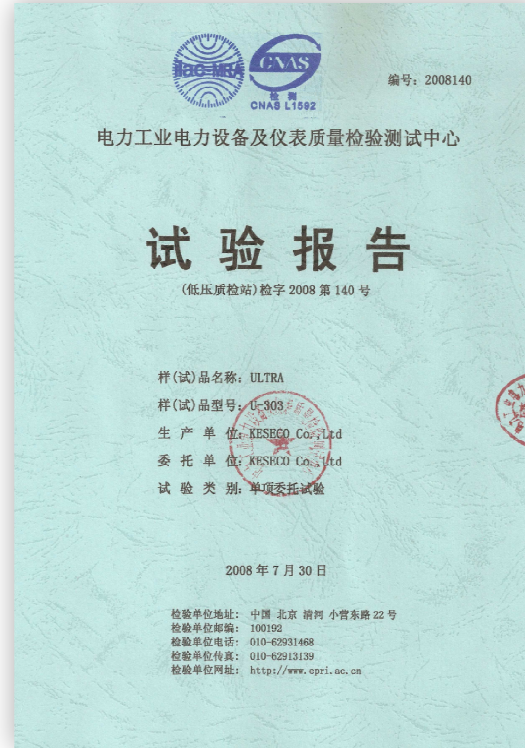 ilac-MRA
CNAS
检 测
CNAS L1592
编号：2008140
电力工业电力设备及仪表质量检验测试中心
试 验 报 告
(低压质检站)检字 2008 第 140 号
样(试)品名称：ULTRA
样(试)品型号：U-303
生 产 单 位：KESECO Co.,Ltd
委 托 单 位：KESECO Co.,Ltd
试 验 类 别：单项委托试验
2008 年 7 月 30 日
检验单位地址： 中国 北京 清河 小营东路 22 号
检验单位邮编： 100192
检验单位电话： 010-62931468
检验单位传真： 010-62913139
检验单位网址： http://www.epri.ac.cn